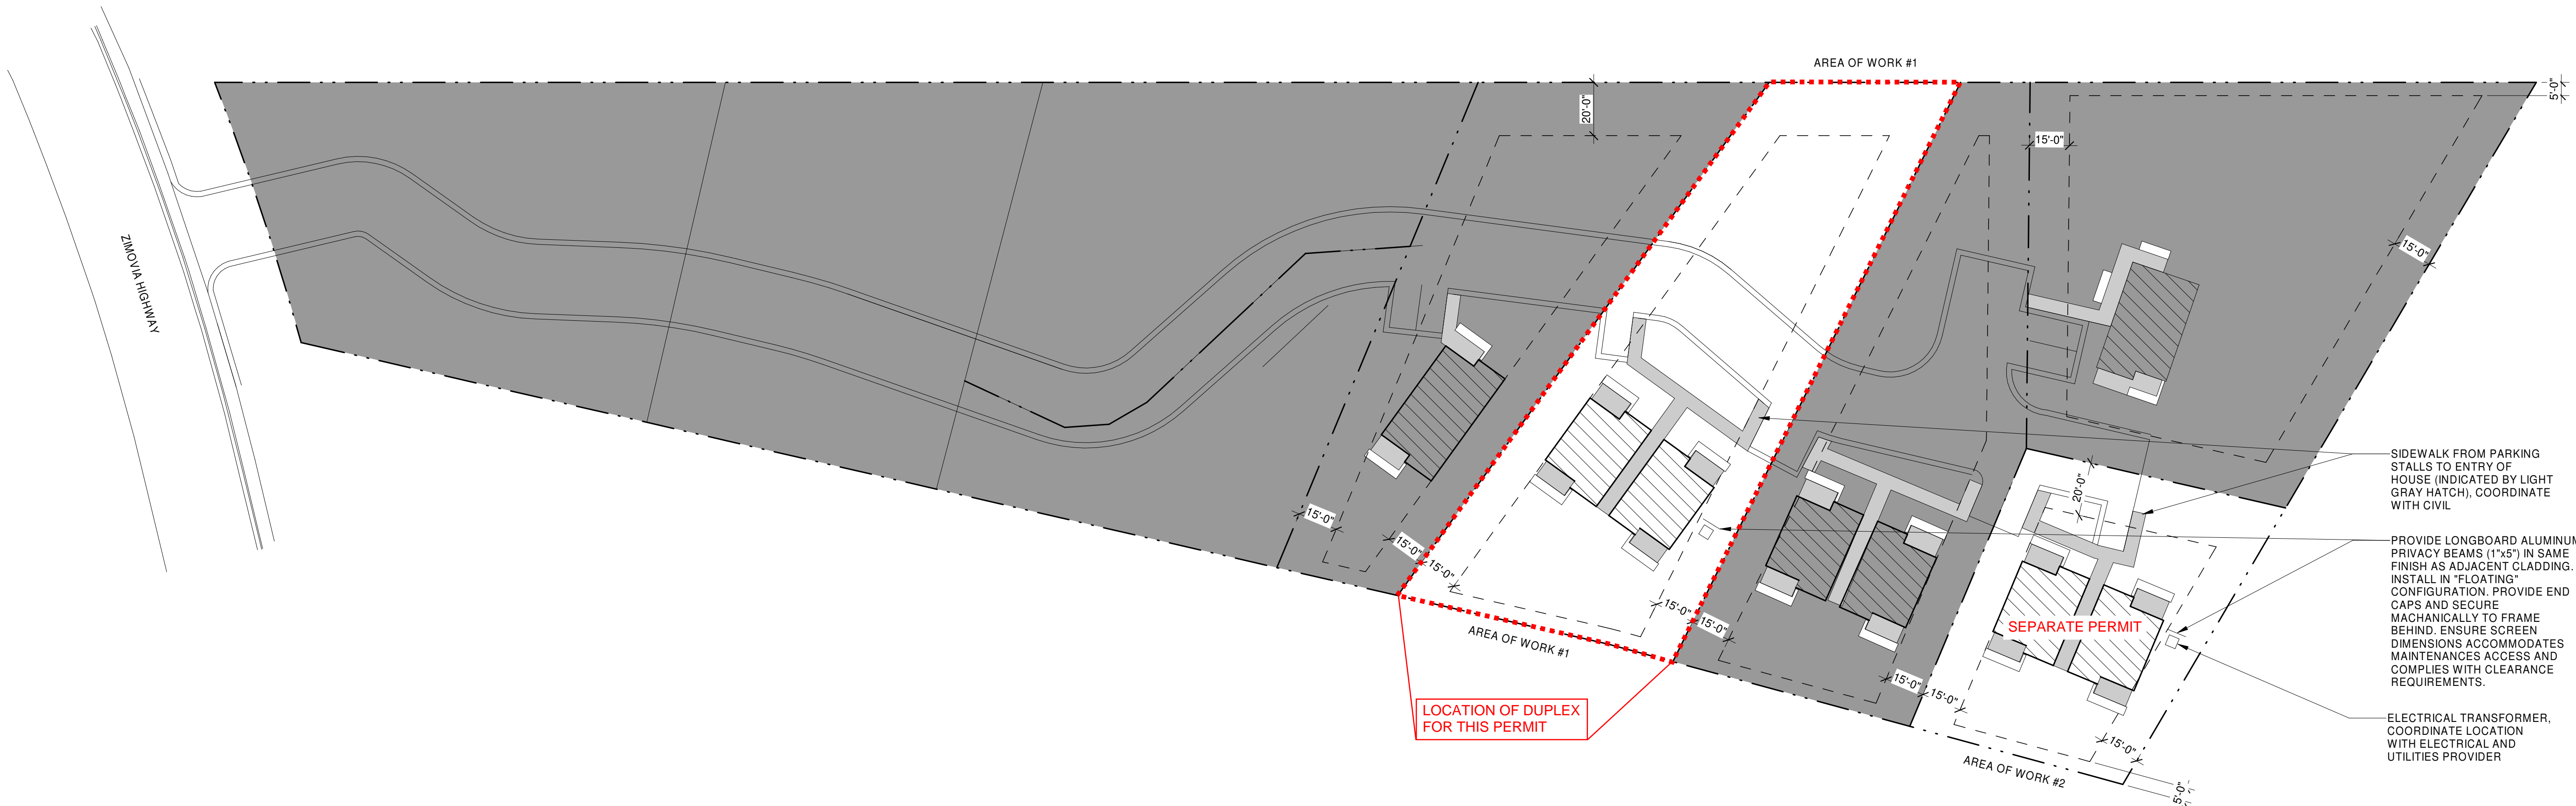 AREA OF WORK #1
20'-0"
5'-0"
15'-0"
ZIMOVIA HIGHWAY
15'-0"
SIDEWALK FROM PARKING
STALLS TO ENTRY OF
HOUSE (INDICATED BY LIGHT
GRAY HATCH), COORDINATE
WITH CIVIL
20'-0"
15'-0"
15'-0"
15'-0"
15'-0"
15'-0"
PROVIDE LONGBOARD ALUMINUM
PRIVACY BEAMS (1"x5") IN SAME
FINISH AS ADJACENT CLADDING.
INSTALL IN "FLOATING"
CONFIGURATION. PROVIDE END
CAPS AND SECURE
MACHANICALLY TO FRAME
BEHIND. ENSURE SCREEN
DIMENSIONS ACCOMMODATES
MAINTENANCES ACCESS AND
COMPLIES WITH CLEARANCE
REQUIREMENTS.
SEPARATE PERMIT
AREA OF WORK #1
15'-0"
15'-0"
LOCATION OF DUPLEX
FOR THIS PERMIT
ELECTRICAL TRANSFORMER,
COORDINATE LOCATION
WITH ELECTRICAL AND
UTILITIES PROVIDER
15'-0"
AREA OF WORK #2
5'-0"